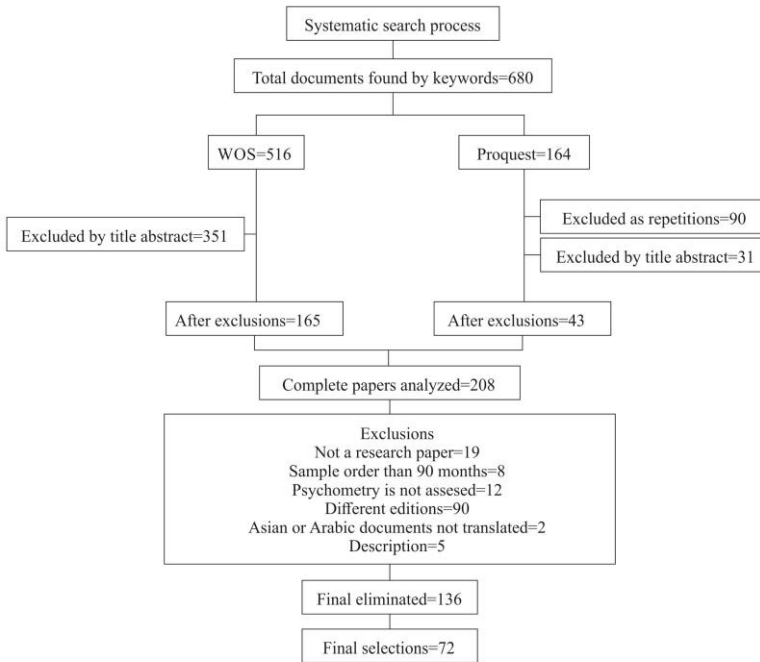 Systematic search process
Total documents found by keywords=680
WOS=516
Proquest=164
Excluded as repetitions=90
Excluded by title abstract=351
Excluded by title abstract=31
After exclusions=165
After exclusions=43
Complete papers analyzed=208
Exclusions
Not a research paper=19
Sample order than 90 months=8
Psychometry is not assesed=12
Different editions=90
Asian or Arabic documents not translated=2
Description=5
Final eliminated=136
Final selections=72